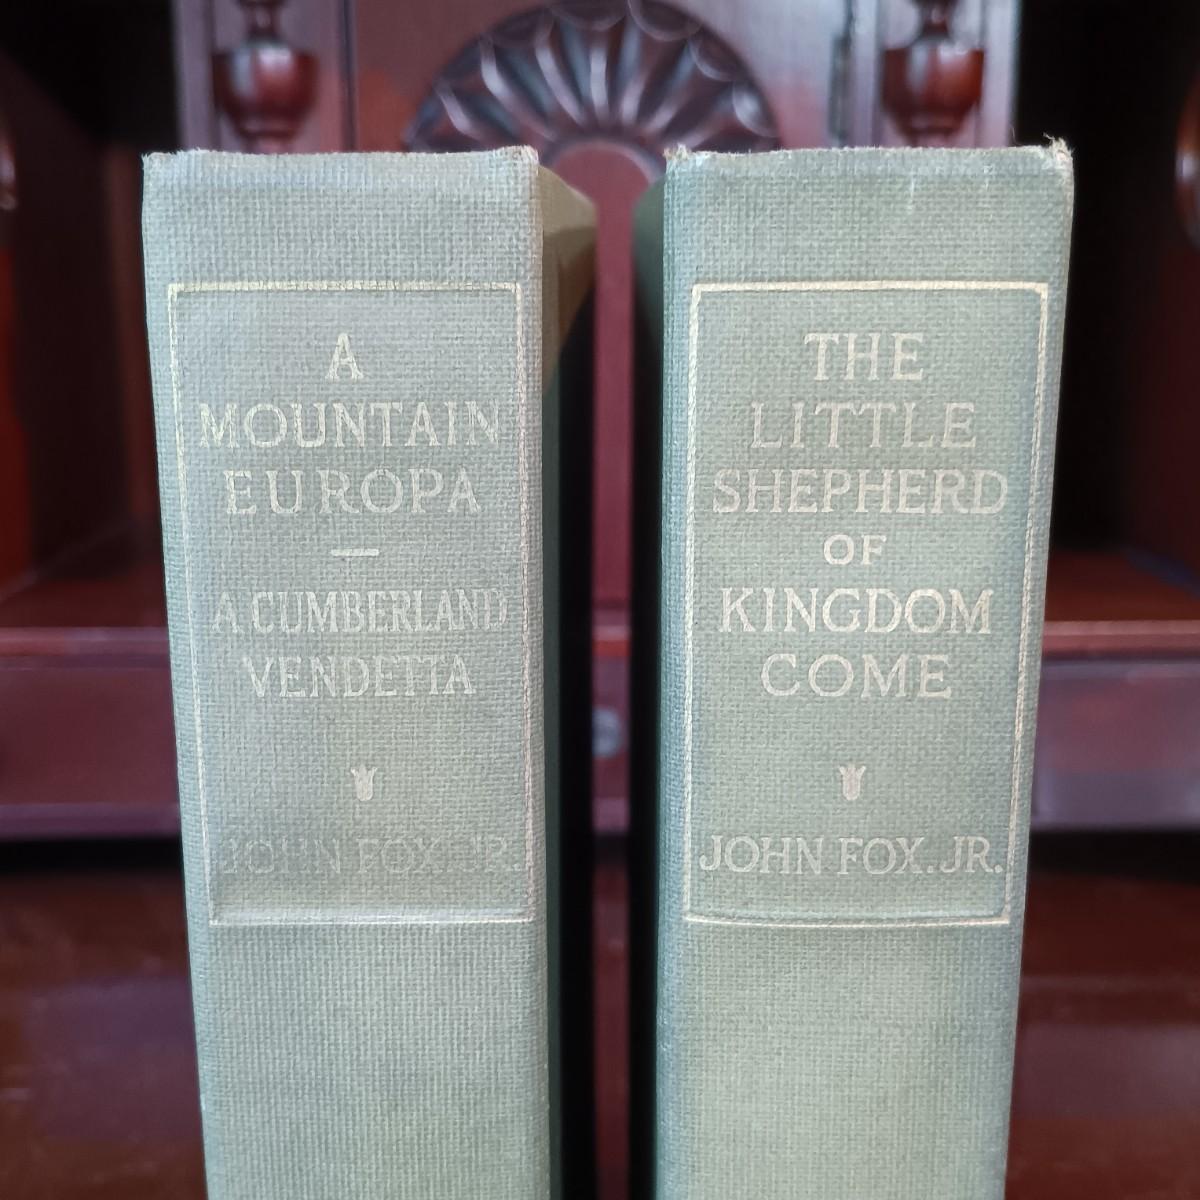 A
MOUNTAIN
EUROPA
—
A CUMBERLAND
VENDETTA
JOHN FOX. JR.
THE
LITTLE
SHEPHERD
OF
KINGDOM
COME
JOHN FOX. JR.